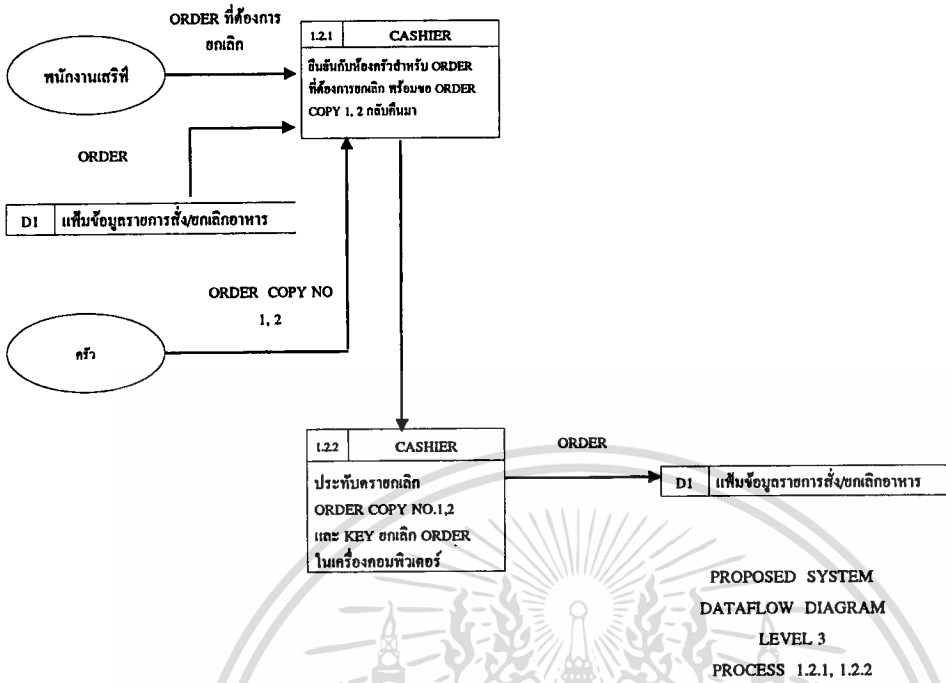 ORDER ที่ต้องการ
ยกเลิก
1.2.1 CASHIER
พนักงานเสริฟ
ยืนยันกับห้องครัวสำหรับ ORDER
ที่ต้องการยกเลิก พร้อมขอ ORDER
COPY 1, 2 กลับคืนมา
ORDER
D1 แฟ้มข้อมูลรายการสั่ง/ยกเลิกอาหาร
ORDER COPY NO
1, 2
ครัว
1.2.2 CASHIER
ประทับตรายกเลิก
ORDER COPY NO.1,2
และ KEY ยกเลิก ORDER
ในเครื่องคอมพิวเตอร์
ORDER
D1 แฟ้มข้อมูลรายการสั่ง/ยกเลิกอาหาร
PROPOSED SYSTEM
DATAFLOW DIAGRAM
LEVEL 3
PROCESS 1.2.1, 1.2.2